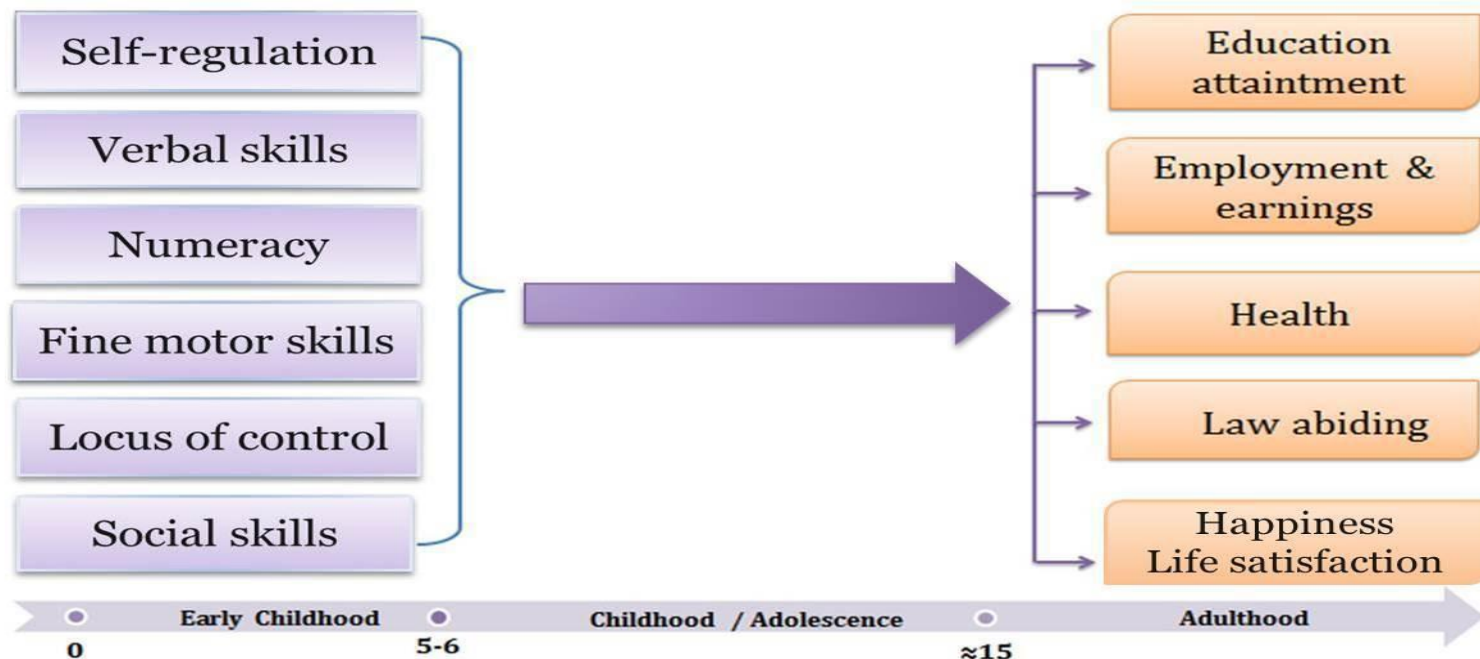 Self-regulation
Verbal skills
Numeracy
Fine motor skills
Locus of control
Social skills
Education
attaintment
Employment &
earnings
Health
Law abiding
Happiness
Life satisfaction
Early Childhood
Childhood / Adolescence
Adulthood
0
5-6
≈15